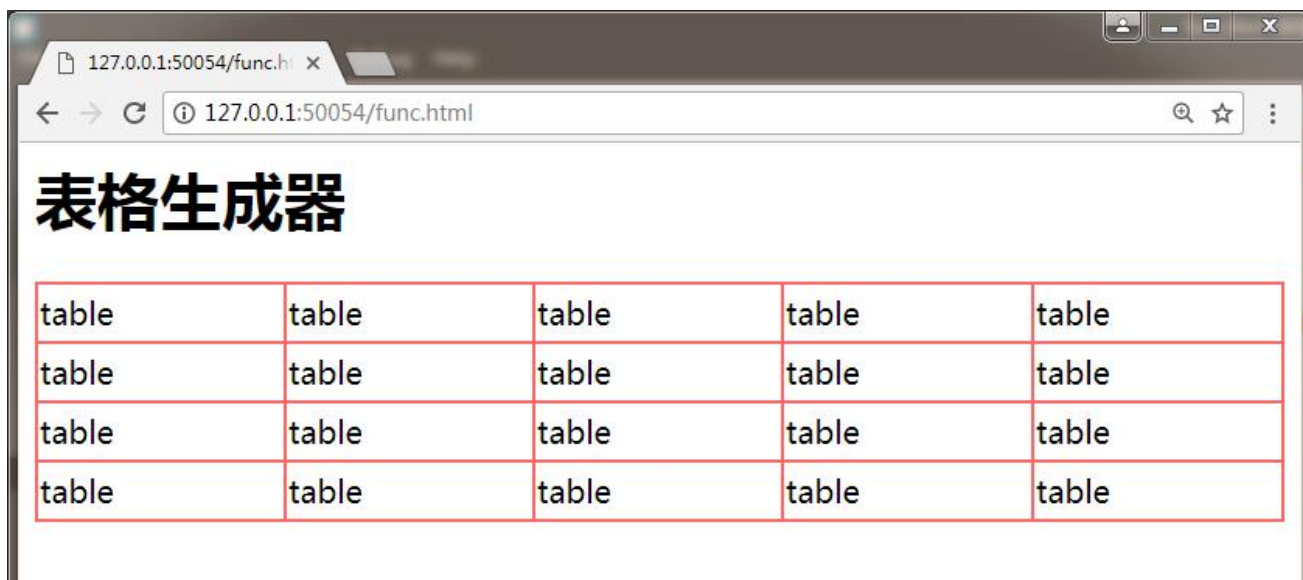 127.0.0.1:50054/func.h
127.0.0.1:50054/func.html
表格生成器
table table table table table
table table table table table
table table table table table
table table table table table